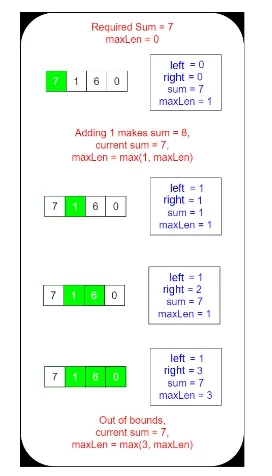 Required Sum = 7
maxLen = 0
7 1 6 0
left = 0
right = 0
sum = 7
maxLen = 1
Adding 1 makes sum = 8,
current sum = 7,
maxLen = max(1, maxLen)
7 1 6 0
left = 1
right = 1
sum = 1
maxLen = 1
7 1 6 0
left = 1
right = 2
sum = 7
maxLen = 1
7 1 6 0
left = 1
right = 3
sum = 7
maxLen = 3
Out of bounds,
current sum = 7,
maxLen = max(3, maxLen)